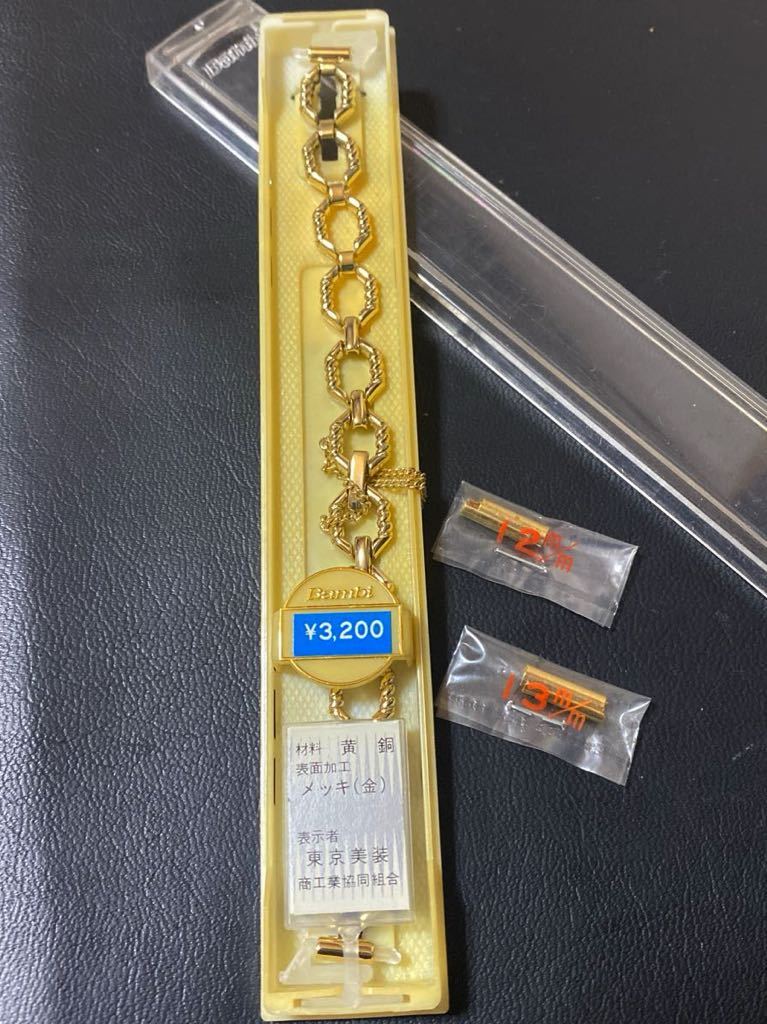 Bambi
Bambi
¥3,200
材料 黄銅
表面加工
メッキ(金)
表示者
東京美装
商工業協同組合
12m/m
13m/m